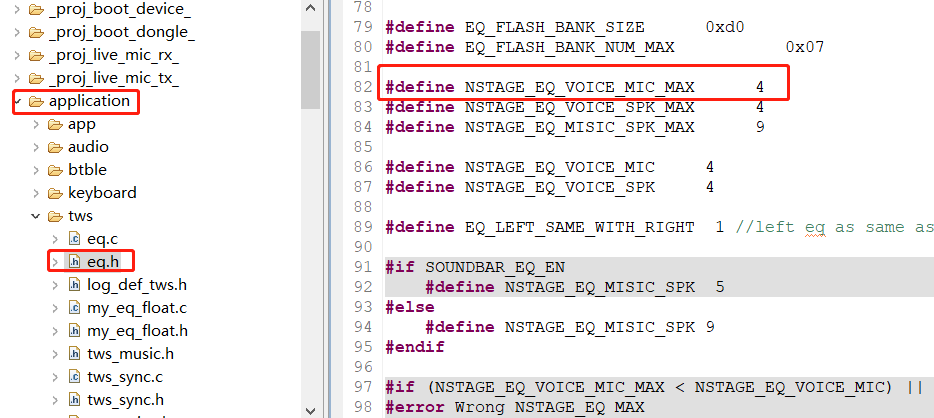 _proj_boot_device_
_proj_boot_dongle_
_proj_live_mic_rx_
_proj_live_mic_tx_
application
app
audio
btble
keyboard
tws
eq.c
eq.h
log_def_tws.h
my_eq_float.c
my_eq_float.h
tws_music.h
tws_sync.c
tws_sync.h
78
79 #define EQ_FLASH_BANK_SIZE 0xd0
80 #define EQ_FLASH_BANK_NUM_MAX 0x07
81
82 #define NSTAGE_EQ_VOICE_MIC_MAX 4
83 #define NSTAGE_EQ_VOICE_SPK_MAX 4
84 #define NSTAGE_EQ_MISIC_SPK_MAX 9
85
86 #define NSTAGE_EQ_VOICE_MIC 4
87 #define NSTAGE_EQ_VOICE_SPK 4
88
89 #define EQ_LEFT_SAME_WITH_RIGHT 1 //left eq as same as
90
91 #if SOUNDBAR_EQ_EN
92 #define NSTAGE_EQ_MISIC_SPK 5
93 #else
94 #define NSTAGE_EQ_MISIC_SPK 9
95 #endif
96
97 #if (NSTAGE_EQ_VOICE_MIC_MAX < NSTAGE_EQ_VOICE_MIC) ||
98 #error Wrong NSTAGE_EQ MAX